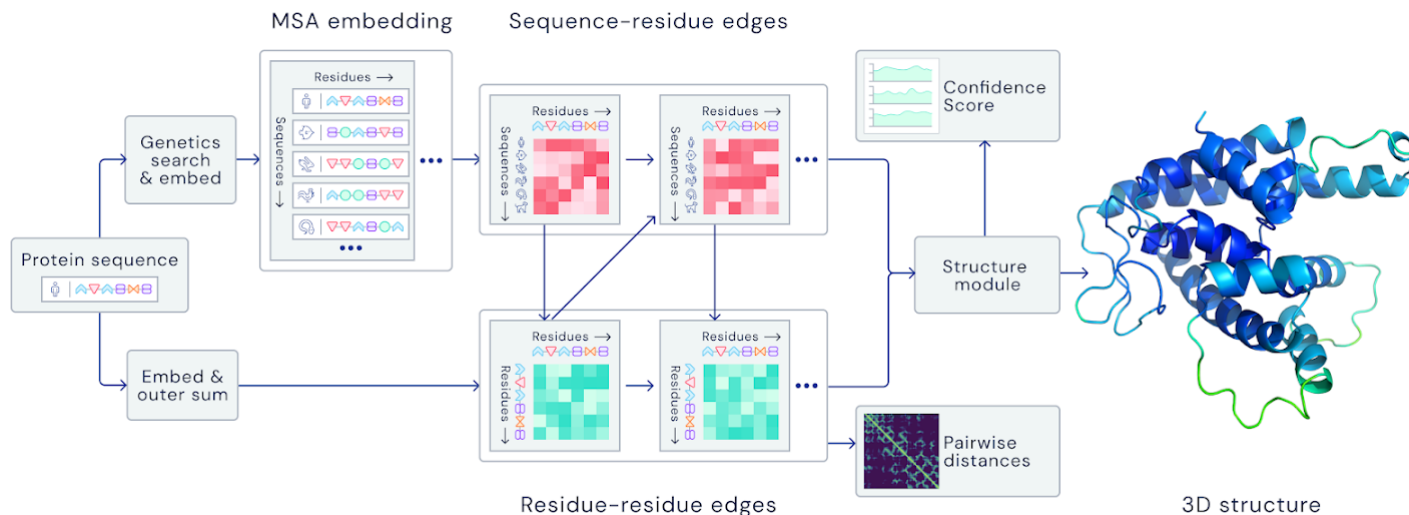 MSA embedding
Sequence-residue edges
Residues →
Sequences →
Genetics
search
& embed
Protein sequence
Embed &
outer sum
Residues →
Sequences →
Residues →
Sequences →
Residues →
Residues →
Residues →
Residues →
Residue-residue edges
Confidence
Score
Structure
module
Pairwise
distances
3D structure